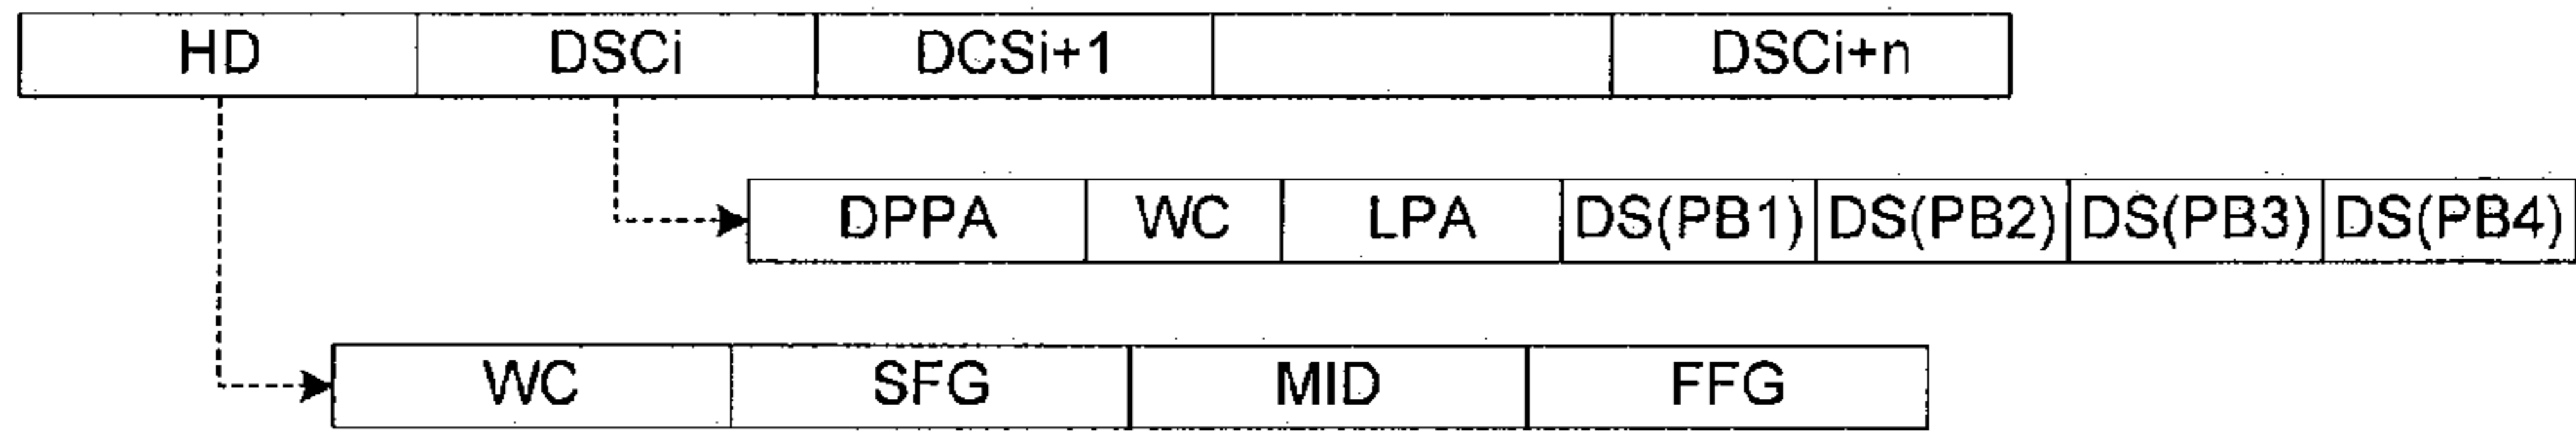 HD DSCi DCSi+1 DSCi+n
DPPA WC LPA DS(PB1) DS(PB2) DS(PB3) DS(PB4)
WC SFG MID FFG